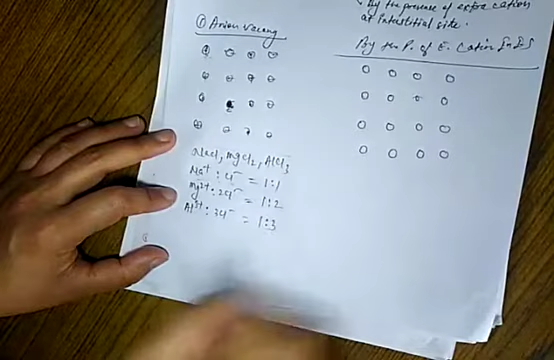 By the presence of extra cation
at interstitial site.
① Anion vacancy
By the P. of E. Cation In I.S
NaCl, MgCl2, AlCl3
Na+ : Cl- = 1:1
Mg2+ : 2Cl- = 1:2
Al3+ : 3Cl- = 1:3